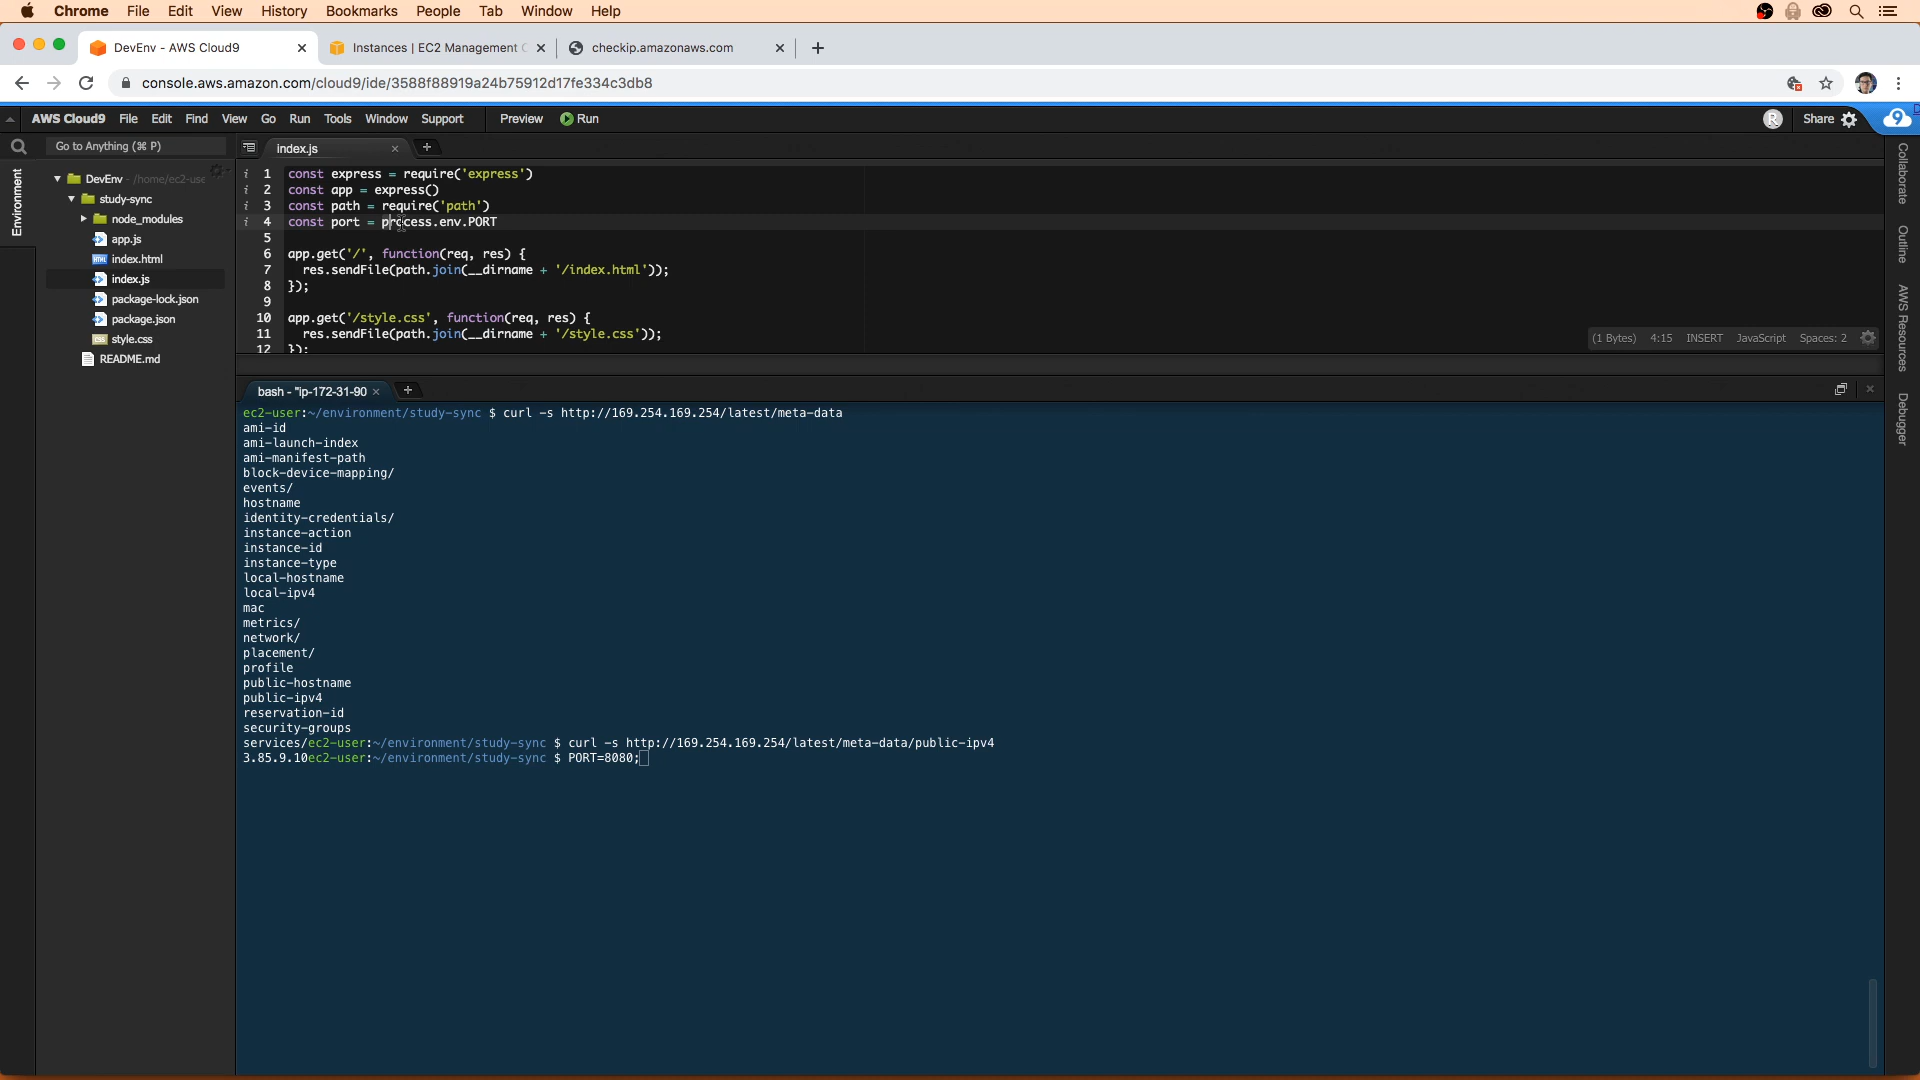 Chrome File Edit View History Bookmarks People Tab Window Help
DevEnv - AWS Cloud9
Instances | EC2 Management C
checkip.amazonaws.com
console.aws.amazon.com/cloud9/ide/3588f88919a24b75912d17fe334c3db8
AWS Cloud9 File Edit Find View Go Run Tools Window Support Preview Run
R Share 9
Go to Anything (⌘ P)
index.js
Environment
DevEnv - /home/ec2-use
study-sync
node_modules
app.js
index.html
index.js
package-lock.json
package.json
style.css
README.md
1 const express = require('express')
2 const app = express()
3 const path = require('path')
4 const port = process.env.PORT
5
6 app.get('/', function(req, res) {
7 res.sendFile(path.join(__dirname + '/index.html'));
8 });
9
10 app.get('/style.css', function(req, res) {
11 res.sendFile(path.join(__dirname + '/style.css'));
12 });
(1 Bytes) 4:15 INSERT JavaScript Spaces: 2
Collaborate
Outline
AWS Resources
Debugger
bash - "ip-172-31-90
ec2-user:~/environment/study-sync $ curl -s http://169.254.169.254/latest/meta-data
ami-id
ami-launch-index
ami-manifest-path
block-device-mapping/
events/
hostname
identity-credentials/
instance-action
instance-id
instance-type
local-hostname
local-ipv4
mac
metrics/
network/
placement/
profile
public-hostname
public-ipv4
reservation-id
security-groups
services/ec2-user:~/environment/study-sync $ curl -s http://169.254.169.254/latest/meta-data/public-ipv4
3.85.9.10ec2-user:~/environment/study-sync $ PORT=8080;